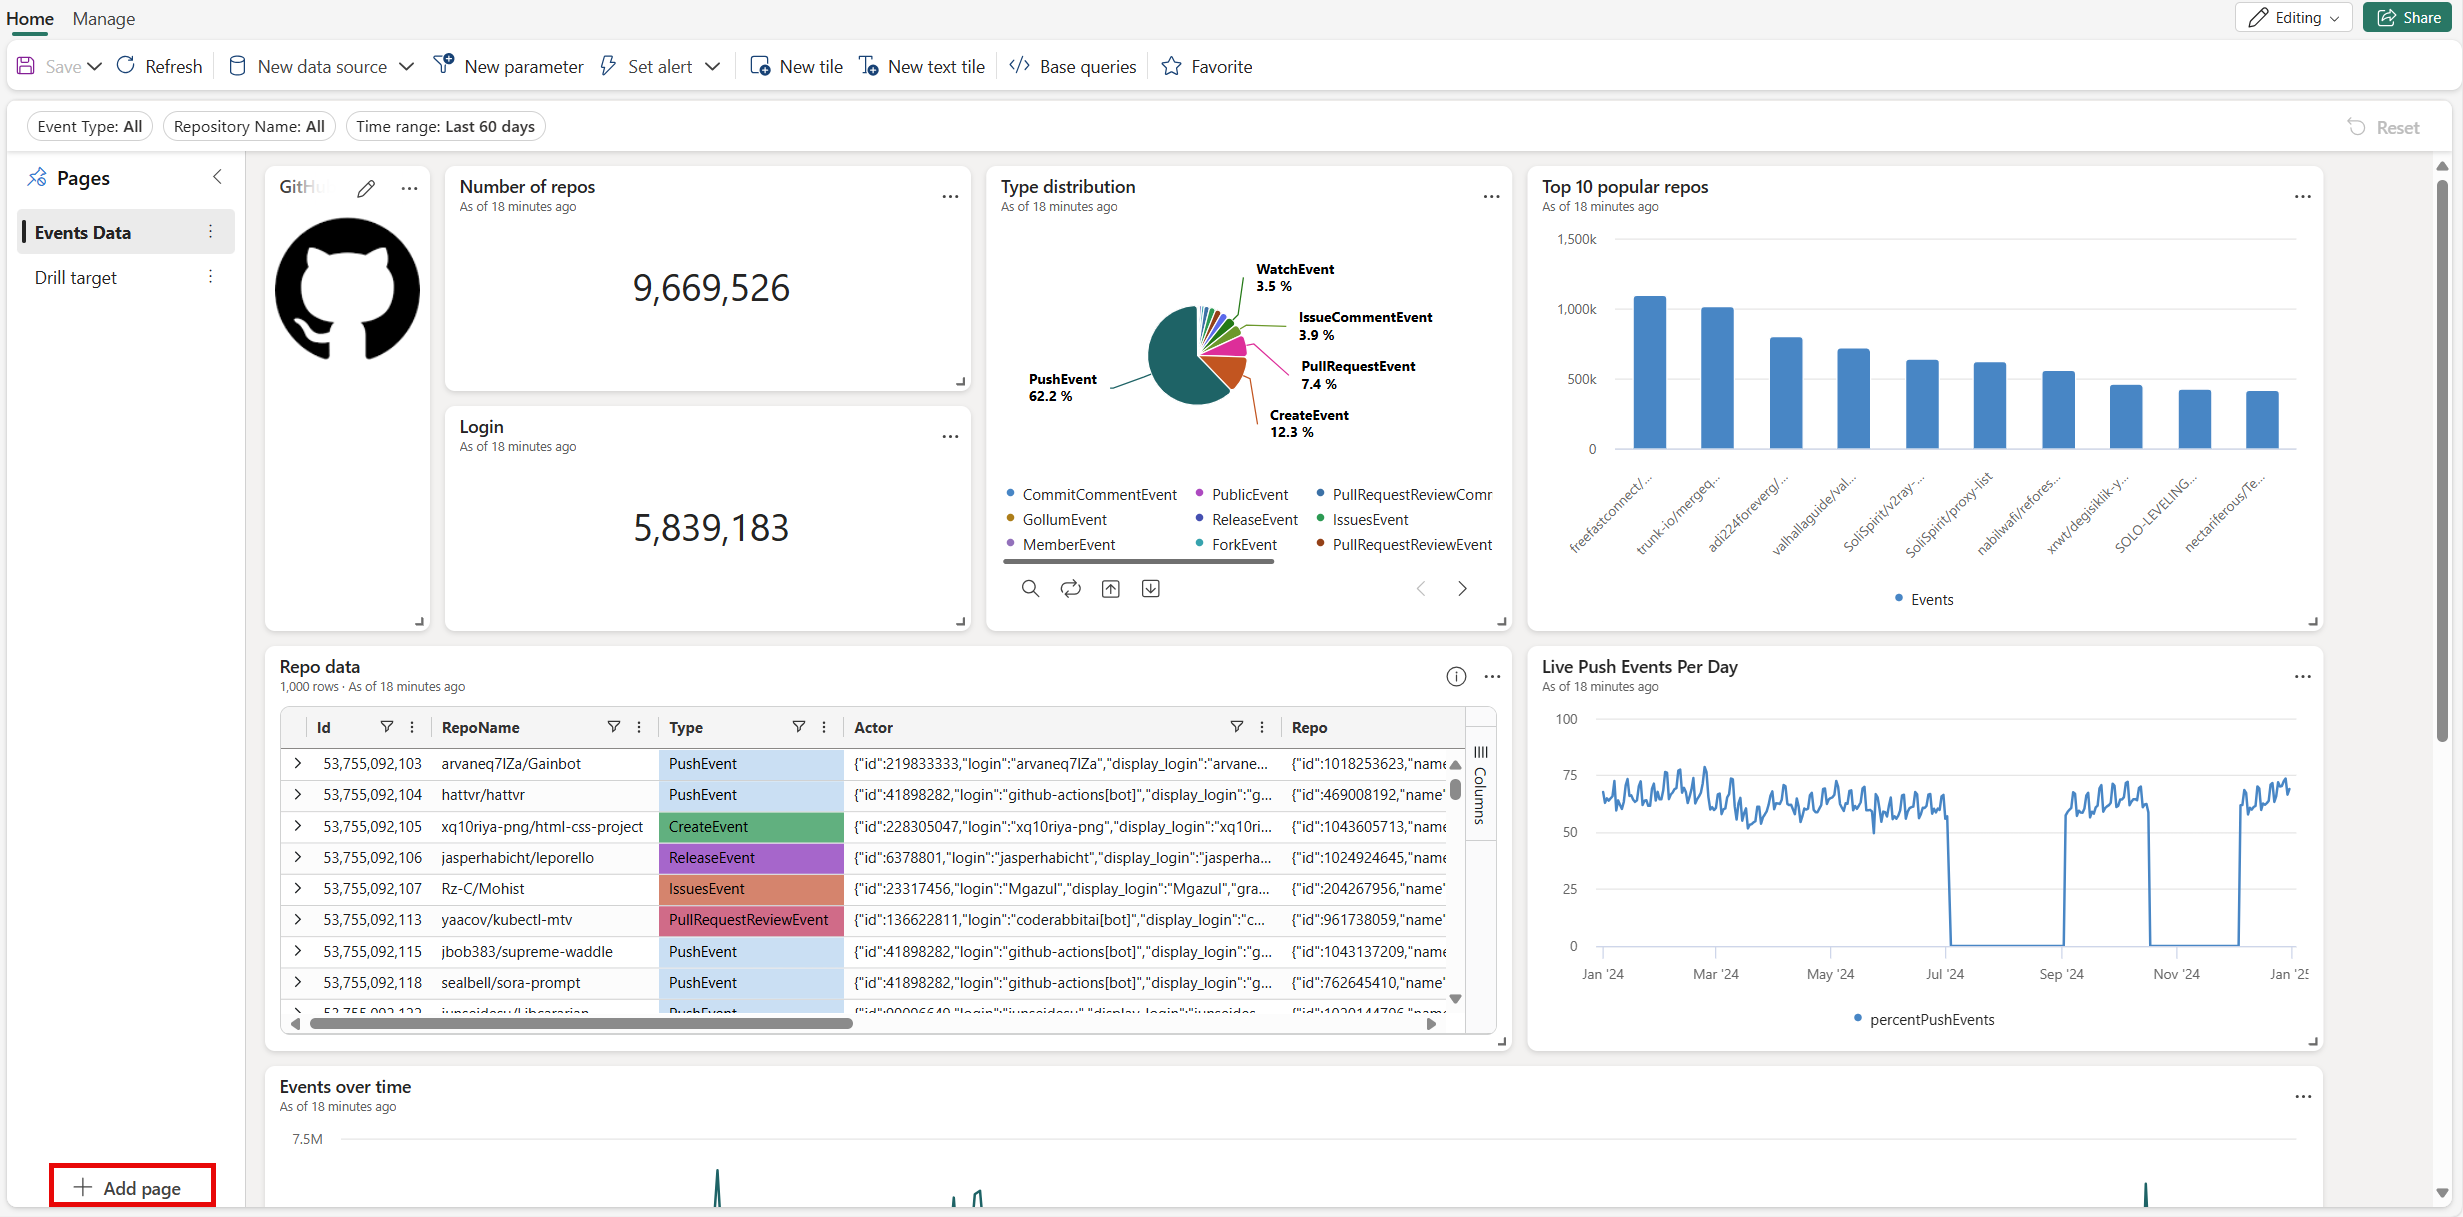 Home Manage Editing Share
Save Refresh New data source New parameter Set alert New tile New text tile Base queries Favorite
Event Type: All Repository Name: All Time range: Last 60 days Reset
Pages
Events Data
Drill target
Add page
GitHu
Number of repos
As of 18 minutes ago
9,669,526
Login
As of 18 minutes ago
5,839,183
Type distribution
As of 18 minutes ago
WatchEvent
3.5 %
IssueCommentEvent
3.9 %
PullRequestEvent
7.4 %
PushEvent
62.2 %
CreateEvent
12.3 %
CommitCommentEvent PublicEvent PullRequestReviewComr
GollumEvent ReleaseEvent IssuesEvent
MemberEvent ForkEvent PullRequestReviewEvent
Top 10 popular repos
As of 18 minutes ago
1,500k
1,000k
500k
0
freefastconnect/... trunk-io/mergeq... adi224foreverg/... valhallaguide/val... SoliSpirit/v2ray-... SoliSpirit/proxy-list nabilwafi/refores... xrwt/degisiklik-y... SOLO-LEVELING... nectariferous/Te...
Events
Repo data
1,000 rows · As of 18 minutes ago
Id RepoName Type Actor Repo
53,755,092,103 arvaneq7lZa/Gainbot PushEvent {"id":219833333,"login":"arvaneq7lZa","display_login":"arvane... {"id":1018253623,"name
53,755,092,104 hattvr/hattvr PushEvent {"id":41898282,"login":"github-actions[bot]","display_login":"g... {"id":469008192,"name"
53,755,092,105 xq10riya-png/html-css-project CreateEvent {"id":228305047,"login":"xq10riya-png","display_login":"xq10ri... {"id":1043605713,"name
53,755,092,106 jasperhabicht/leporello ReleaseEvent {"id":6378801,"login":"jasperhabicht","display_login":"jasperha... {"id":1024924645,"name
53,755,092,107 Rz-C/Mohist IssuesEvent {"id":23317456,"login":"Mgazul","display_login":"Mgazul","gra... {"id":204267956,"name"
53,755,092,113 yaacov/kubectl-mtv PullRequestReviewEvent {"id":136622811,"login":"coderabbitai[bot]","display_login":"c... {"id":961738059,"name"
53,755,092,115 jbob383/supreme-waddle PushEvent {"id":41898282,"login":"github-actions[bot]","display_login":"g... {"id":1043137209,"name
53,755,092,118 sealbell/sora-prompt PushEvent {"id":41898282,"login":"github-actions[bot]","display_login":"g... {"id":762645410,"name"
Columns
Live Push Events Per Day
As of 18 minutes ago
100
75
50
25
0
Jan '24 Mar '24 May '24 Jul '24 Sep '24 Nov '24 Jan '25
percentPushEvents
Events over time
As of 18 minutes ago
7.5M